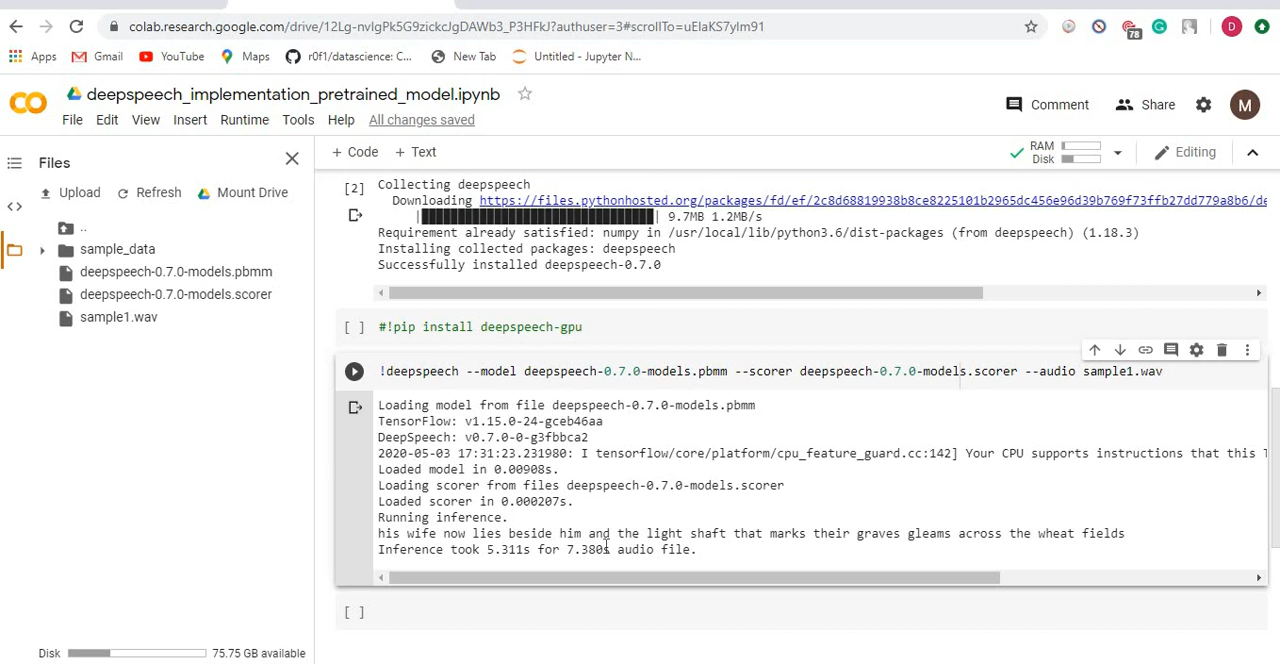 colab.research.google.com/drive/12Lg-nvIgPk5G9zickcJgDAWb3_P3HFkJ?authuser=3#scrollTo=uElaKS7yIm91
78
D
Apps
Gmail
YouTube
Maps
r0f1/datascience: C...
New Tab
Untitled - Jupyter N...
CO
deepspeech_implementation_pretrained_model.ipynb
Comment
Share
M
File Edit View Insert Runtime Tools Help All changes saved
Files
+ Code + Text
RAM
Disk
Editing
Upload Refresh Mount Drive
..
sample_data
deepspeech-0.7.0-models.pbmm
deepspeech-0.7.0-models.scorer
sample1.wav
[2]
Collecting deepspeech
Downloading https://files.pythonhosted.org/packages/fd/ef/2c8d68819938b8ce8225101b2965dc456e96d39b769f73ffb27dd779a8b6/de
9.7MB 1.2MB/s
Requirement already satisfied: numpy in /usr/local/lib/python3.6/dist-packages (from deepspeech) (1.18.3)
Installing collected packages: deepspeech
Successfully installed deepspeech-0.7.0
[ ] #!pip install deepspeech-gpu
!deepspeech --model deepspeech-0.7.0-models.pbmm --scorer deepspeech-0.7.0-models.scorer --audio sample1.wav
Loading model from file deepspeech-0.7.0-models.pbmm
TensorFlow: v1.15.0-24-gceb46aa
DeepSpeech: v0.7.0-0-g3fbbca2
2020-05-03 17:31:23.231980: I tensorflow/core/platform/cpu_feature_guard.cc:142] Your CPU supports instructions that this T
Loaded model in 0.00908s.
Loading scorer from files deepspeech-0.7.0-models.scorer
Loaded scorer in 0.000207s.
Running inference.
his wife now lies beside him and the light shaft that marks their graves gleams across the wheat fields
Inference took 5.311s for 7.380s audio file.
[ ]
Disk 75.75 GB available